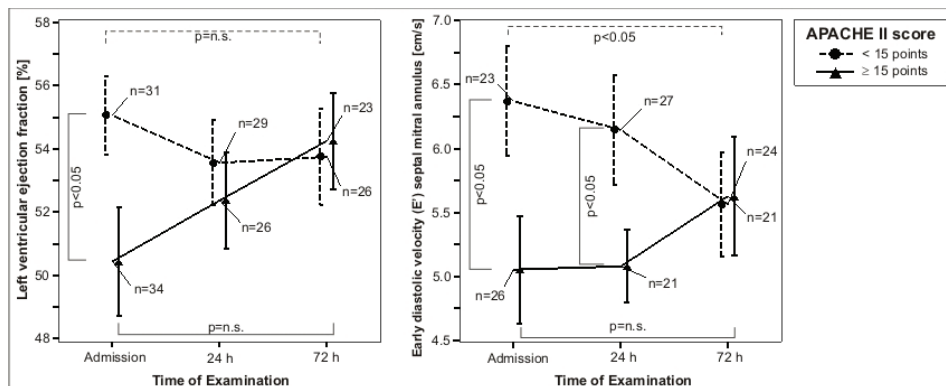 Left ventricular ejection fraction [%]
58
56
54
52
50
48
p=n.s.
n=31
n=29
n=23
n=26
n=26
n=34
p<0.05
p=n.s.
Admission
24 h
72 h
Time of Examination
Early diastolic velocity (E') septal mitral annulus [cm/s]
7.0
6.5
6.0
5.5
5.0
4.5
p<0.05
n=23
n=27
n=24
n=21
n=26
n=21
p<0.05
p<0.05
p=n.s.
Admission
24 h
72 h
Time of Examination
APACHE II score
< 15 points
≥ 15 points